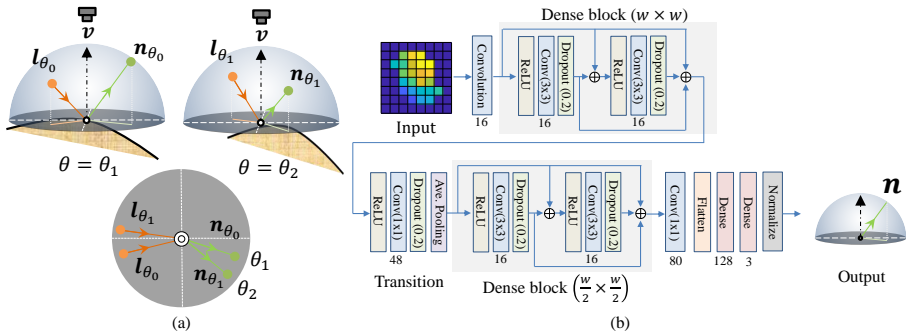 v
l_θ0
n_θ0
θ = θ1
v
l_θ1
n_θ1
θ = θ2
l_θ1
n_θ0
θ1
l_θ0
n_θ1
θ2
(a)
Dense block (w × w)
Input
Convolution
16
ReLU
Conv(3x3)
16
Dropout (0.2)
ReLU
Conv(3x3)
16
Dropout (0.2)
ReLU
Conv(1x1)
48
Dropout (0.2)
Ave. Pooling
Transition
ReLU
Conv(3x3)
16
Dropout (0.2)
ReLU
Conv(3x3)
16
Dropout (0.2)
Dense block (w/2 × w/2)
Conv(1x1)
80
Flatten
Dense
128
Dense
3
Normalize
n
Output
(b)